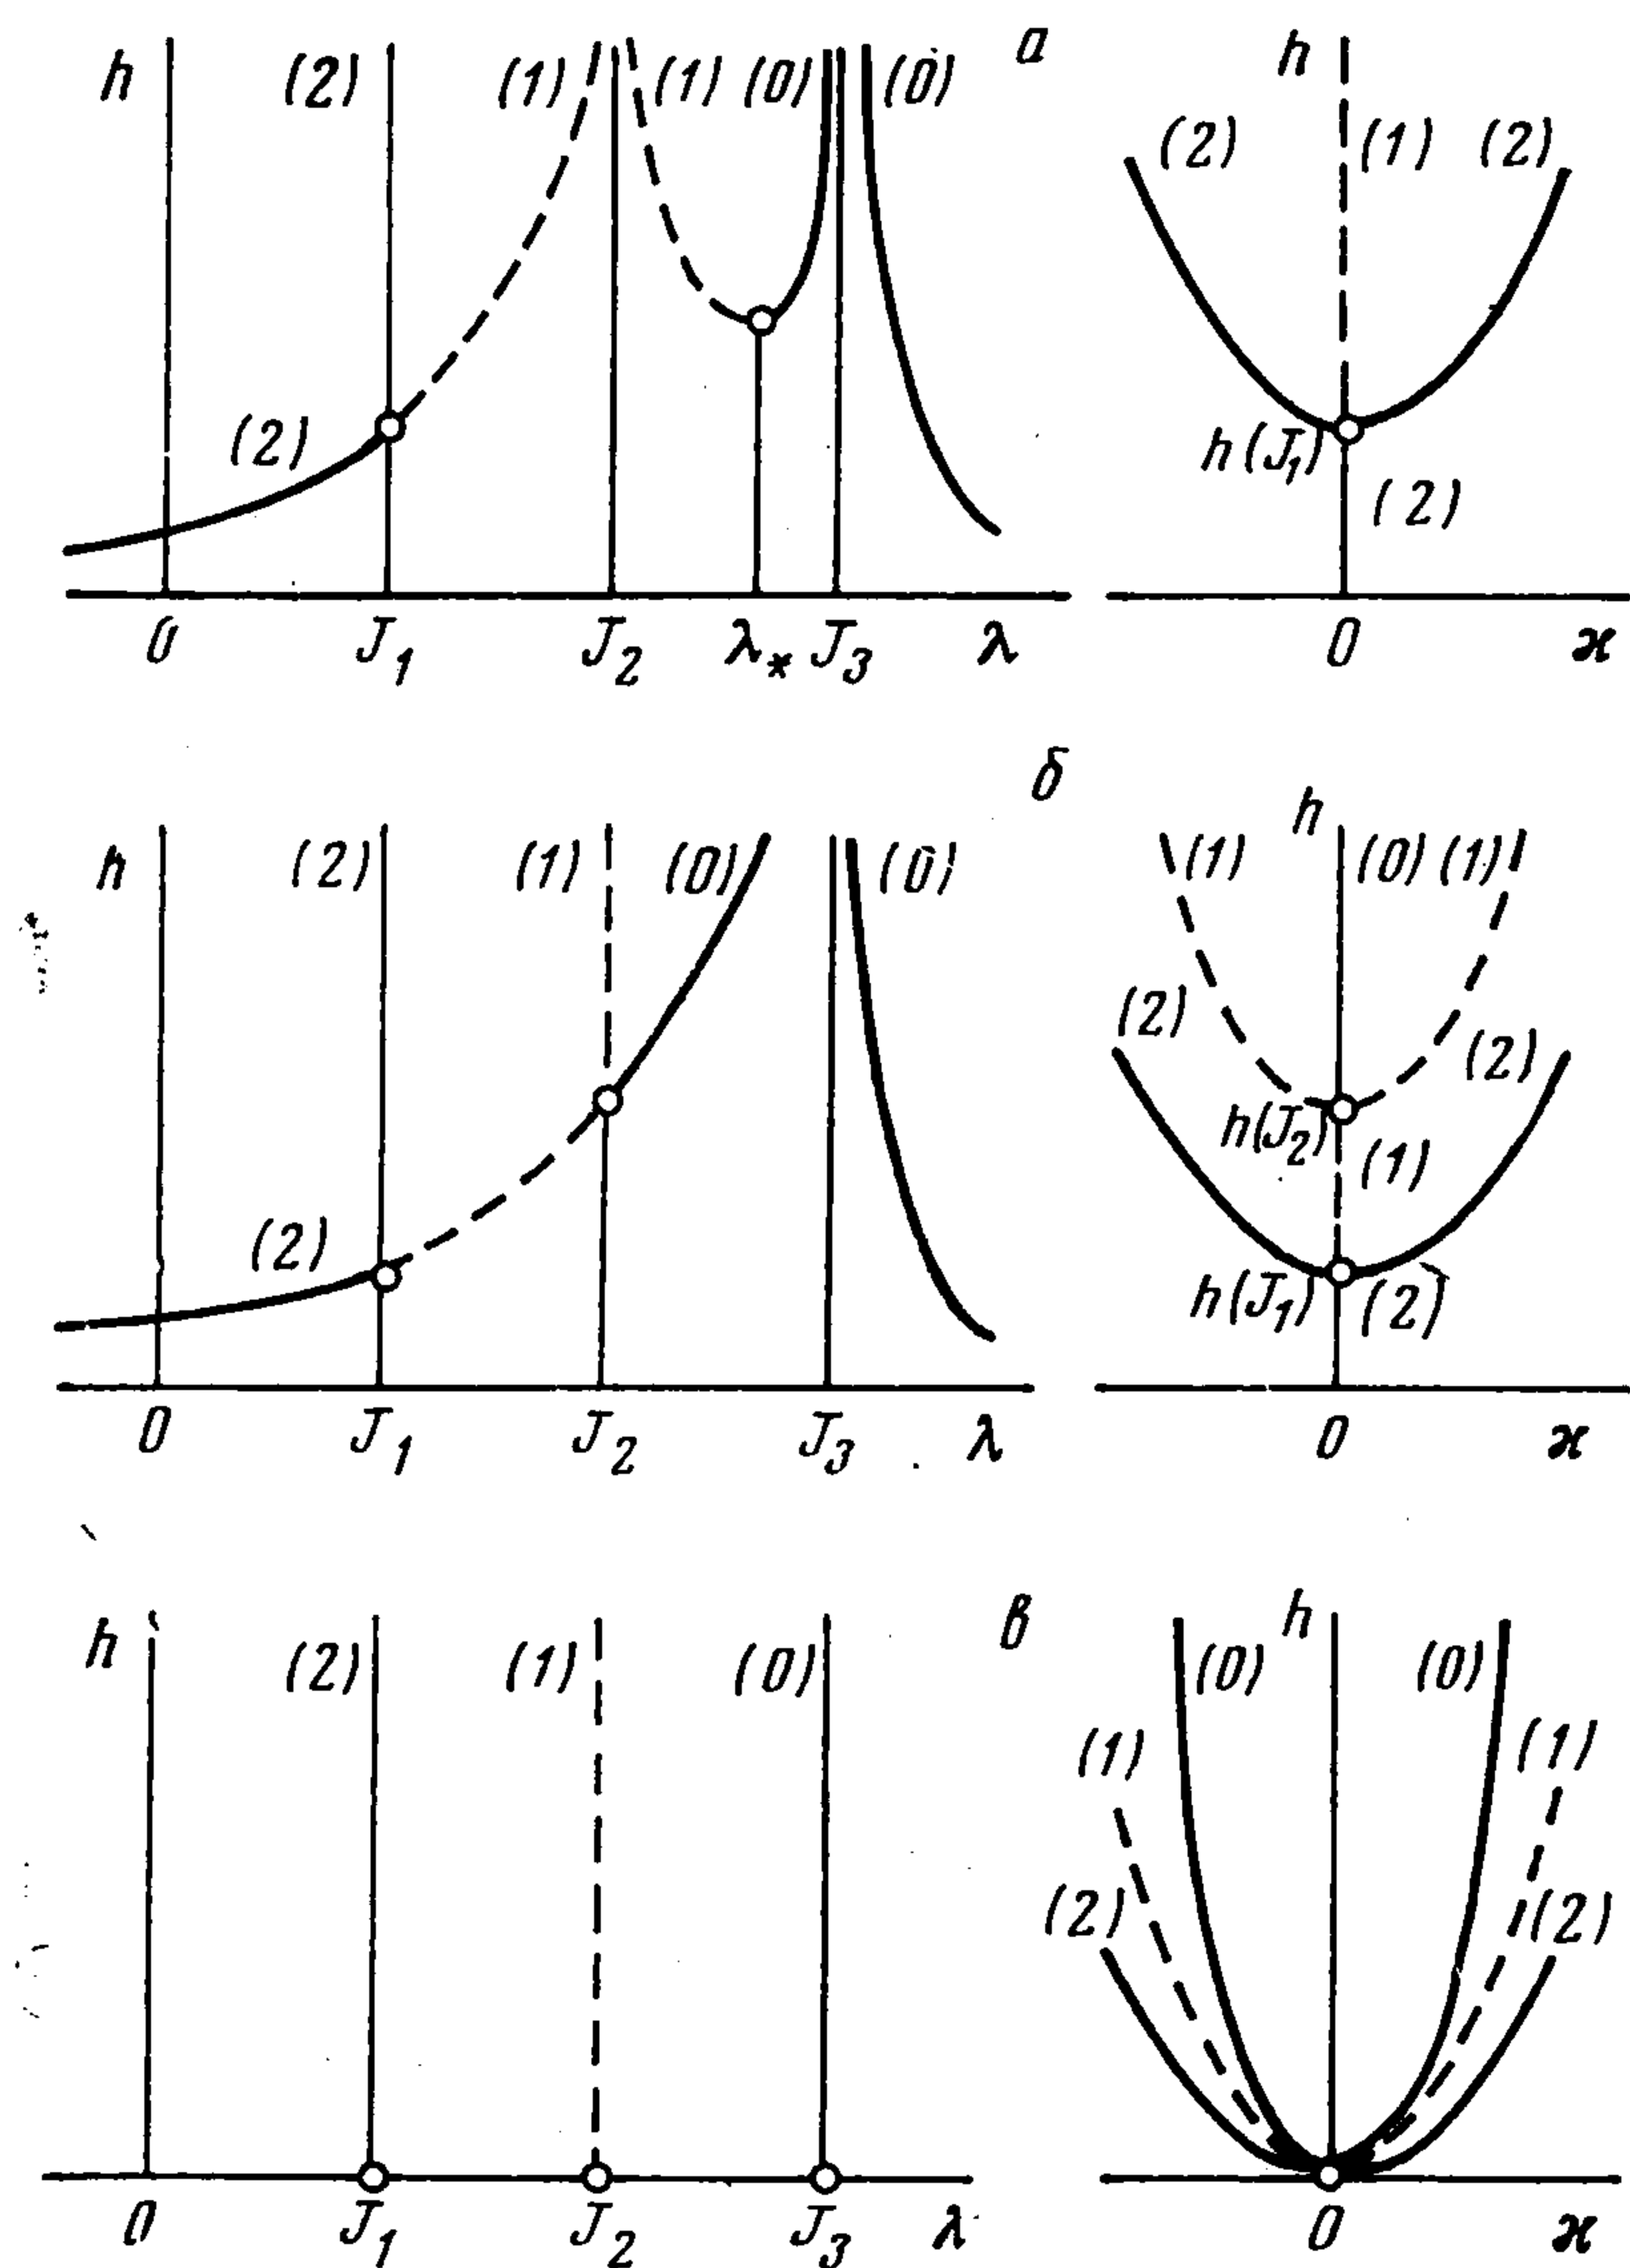 h (2) (1) (1) (0) (0) а h
(2) (1) (2)
(2) h(J₁)
(2)
0 J₁ J₂ λ* J₃ λ 0 ϰ
б
h (2) (1) (0) (0) h (1) (0) (1)
(2) (2)
h(J₂) (1)
(2) h(J₁) (2)
0 J₁ J₂ J₃ λ 0 ϰ
h (2) (1) (0) в h (0) (0)
(1) (1)
(2) (2)
0 J₁ J₂ J₃ λ 0 ϰ